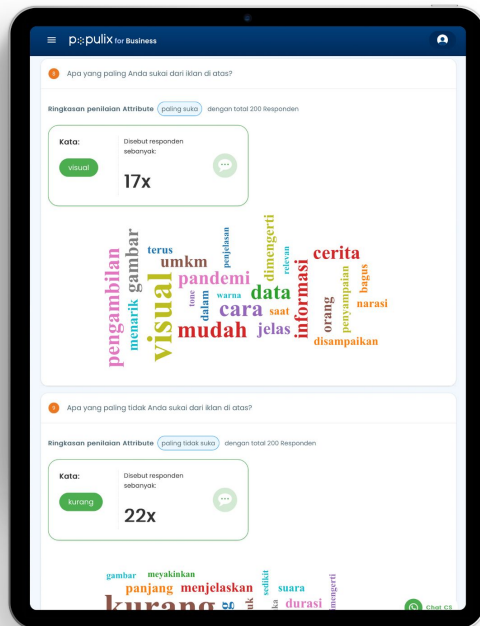 populix for Business
8 Apa yang paling Anda sukai dari iklan di atas?
Ringkasan penilaian Attribute paling suka dengan total 200 Responden
Kata:
visual
Disebut responden
sebanyak:
17x
pengambilan
menarik
gambar
visual
terus
umkm
pandemi
tone
dalam
warna
penjelasan
cara
mudah
data
dimengerti
relevan
saat
jelas
informasi
cerita
orang
penyampaian
bagus
narasi
disampaikan
9 Apa yang paling tidak Anda sukai dari iklan di atas?
Ringkasan penilaian Attribute paling tidak suka dengan total 200 Responden
Kata:
kurang
Disebut responden
sebanyak:
22x
gambar
meyakinkan
panjang
menjelaskan
sedikit
suara
kurang
durasi
Chat CS